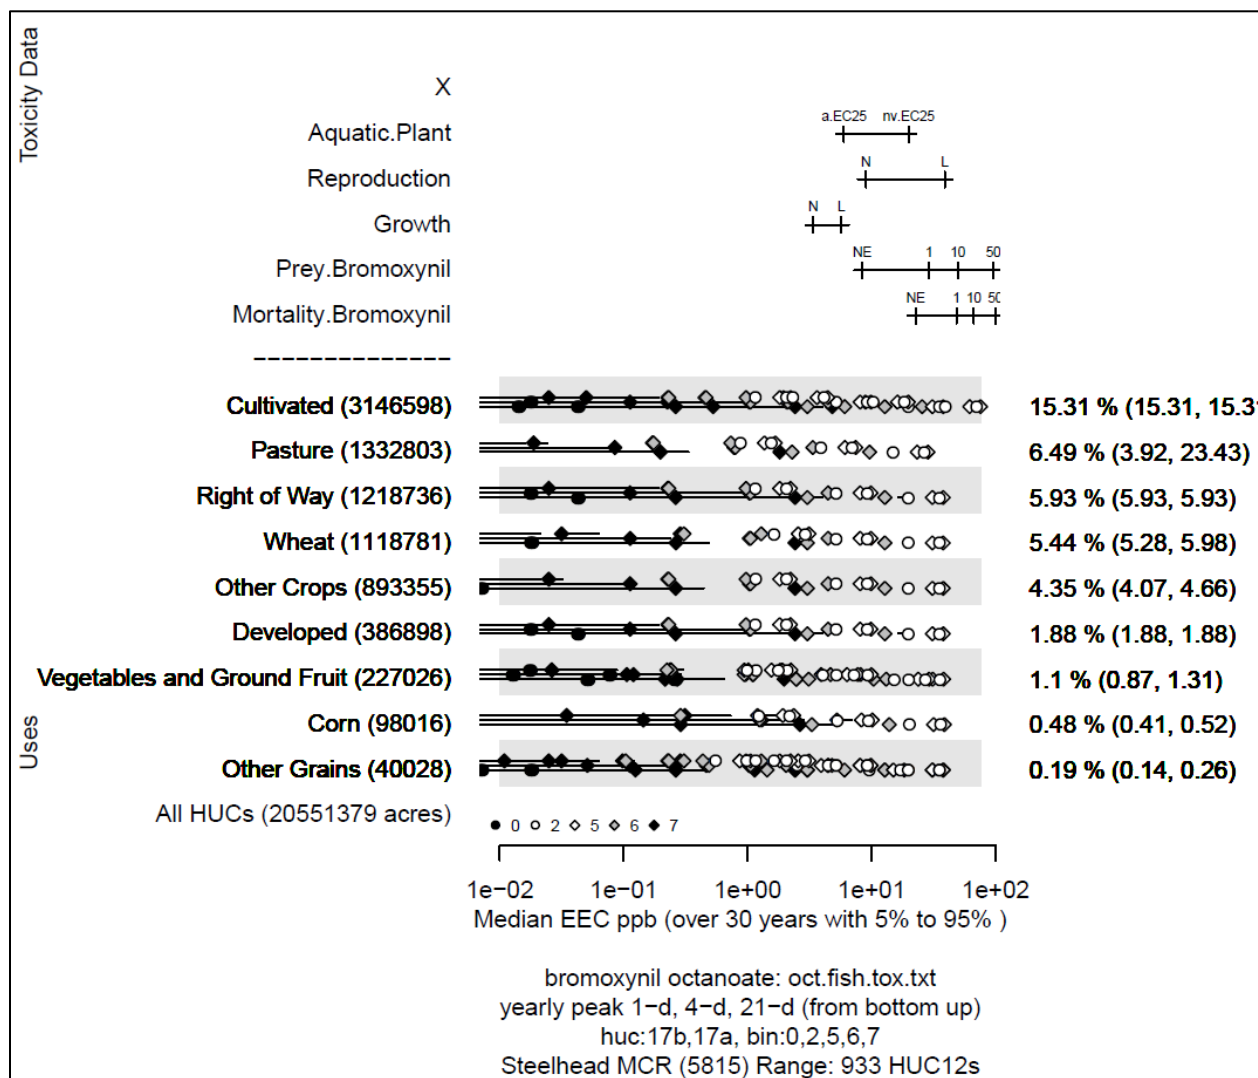 Toxicity Data
X
Aquatic.Plant a.EC25 nv.EC25
Reproduction N L
Growth N L
Prey.Bromoxynil NE 1 10 50
Mortality.Bromoxynil NE 1 10 50
--------------
Uses
Cultivated (3146598) 15.31 % (15.31, 15.31
Pasture (1332803) 6.49 % (3.92, 23.43)
Right of Way (1218736) 5.93 % (5.93, 5.93)
Wheat (1118781) 5.44 % (5.28, 5.98)
Other Crops (893355) 4.35 % (4.07, 4.66)
Developed (386898) 1.88 % (1.88, 1.88)
Vegetables and Ground Fruit (227026) 1.1 % (0.87, 1.31)
Corn (98016) 0.48 % (0.41, 0.52)
Other Grains (40028) 0.19 % (0.14, 0.26)
All HUCs (20551379 acres) 0 2 5 6 7
1e−02 1e−01 1e+00 1e+01 1e+02
Median EEC ppb (over 30 years with 5% to 95% )
bromoxynil octanoate: oct.fish.tox.txt
yearly peak 1−d, 4−d, 21−d (from bottom up)
huc:17b,17a, bin:0,2,5,6,7
Steelhead MCR (5815) Range: 933 HUC12s